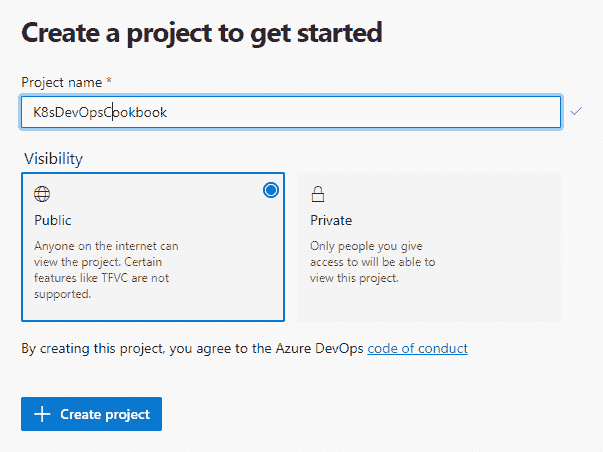 Create a project to get started
Project name *
K8sDevOpsCookbook
Visibility
Public
Anyone on the internet can
view the project. Certain
features like TFVC are not
supported.
Private
Only people you give
access to will be able to
view this project.
By creating this project, you agree to the Azure DevOps code of conduct
Create project